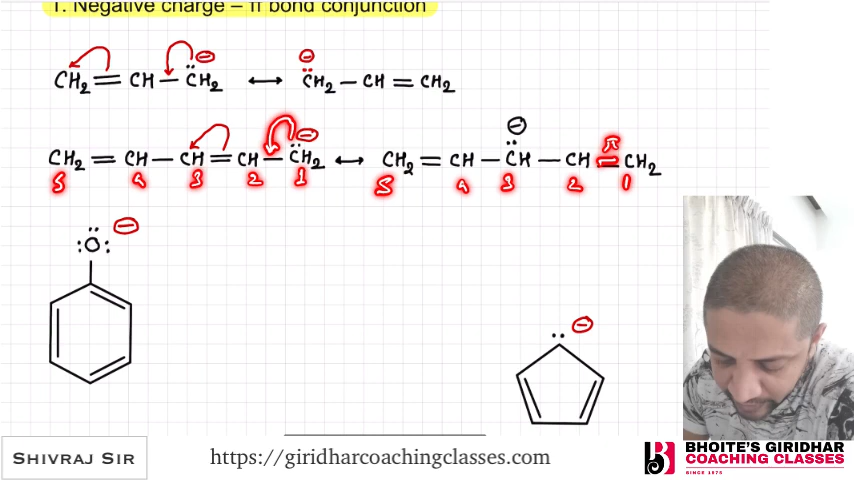 1. Negative charge – π bond conjunction
CH₂ = CH – C̈H₂ ⊖ ↔ ⊖ C̈H₂ – CH = CH₂
CH₂ = CH – CH = CH – C̈H₂ ⊖ ↔ CH₂ = CH – C̈H ⊖ – CH = CH₂
π
5 4 3 2 1 5 4 3 2 1
:Ö: ⊖
·· ⊖
SHIVRAJ SIR
https://giridharcoachingclasses.com
BHOITE'S GIRIDHAR
COACHING CLASSES
SINCE 1975